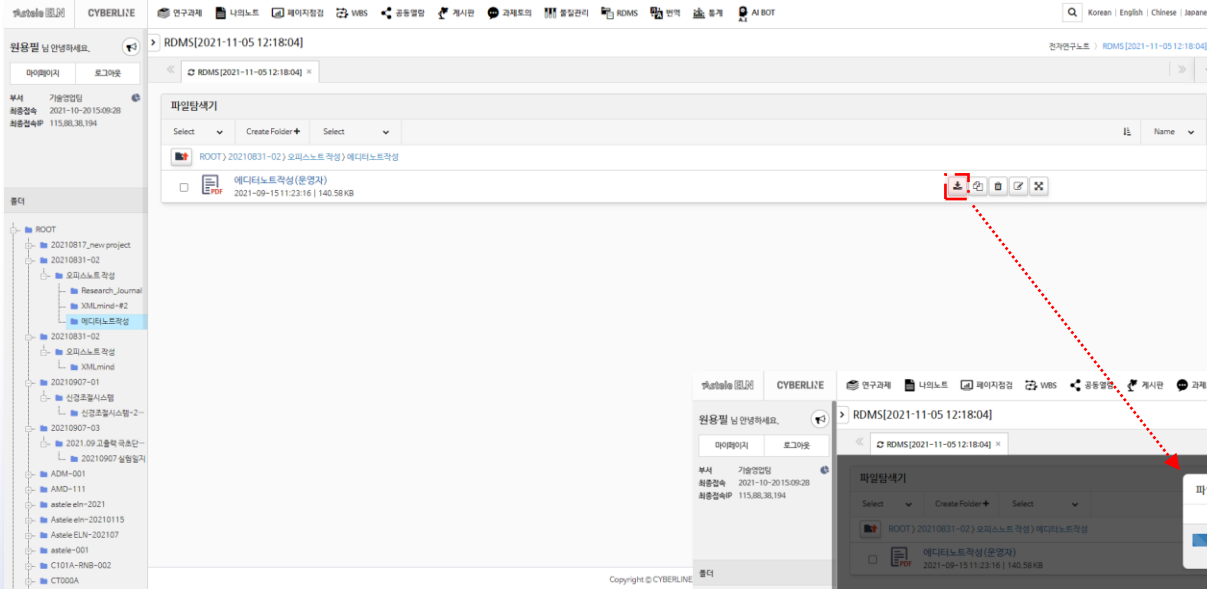 Astele ELN CYBERLINE 연구과제 나의노트 페이지점검 WBS 공동열람 게시판 과제토의 물질관리 RDMS 번역 통계 AI BOT Korean | English | Chinese | Japane
원용필 님 안녕하세요.
RDMS[2021-11-05 12:18:04]
전자연구노트 〉 RDMS [2021-11-05 12:18:04]
마이페이지 로그아웃
RDMS [2021-11-05 12:18:04] ×
부서 기술영업팀
최종접속 2021-10-20 15:09:28
최종접속IP 115,88,38,194
파일탐색기
Select Create Folder Select Name
ROOT 〉 20210831-02 〉 오피스노트 작성 〉 에디터노트작성
PDF 에디터노트작성 (운영자)
2021-09-15 11:23:16 | 140.58 KB
폴더
ROOT
20210817_new project
20210831-02
오피스노트 작성
Research_Journal
XMLmind-#2
에디터노트작성
20210831-02
오피스노트 작성
XMLmind
20210907-01
신경조절시스템
신경조절시스템-2-
20210907-03
2021.09 고출력 극초단-
20210907 실험일지
ADM-001
AMD-111
astele eln-2021
Astele eln-20210115
Astele ELN-202107
astele-001
C101A-RNB-002
CT000A
Copyright © CYBERLINE
Astele ELN CYBERLINE 연구과제 나의노트 페이지점검 WBS 공동열람 게시판 과제
원용필 님 안녕하세요.
RDMS[2021-11-05 12:18:04]
마이페이지 로그아웃
RDMS [2021-11-05 12:18:04] ×
부서 기술영업팀
최종접속 2021-10-20 15:09:28
최종접속IP 115,88,38,194
파일탐색기
파
Select Create Folder Select
ROOT 〉 20210831-02 〉 오피스노트 작성 〉 에디터노트작성
PDF 에디터노트작성 (운영자)
2021-09-15 11:23:16 | 140.58 KB
폴더